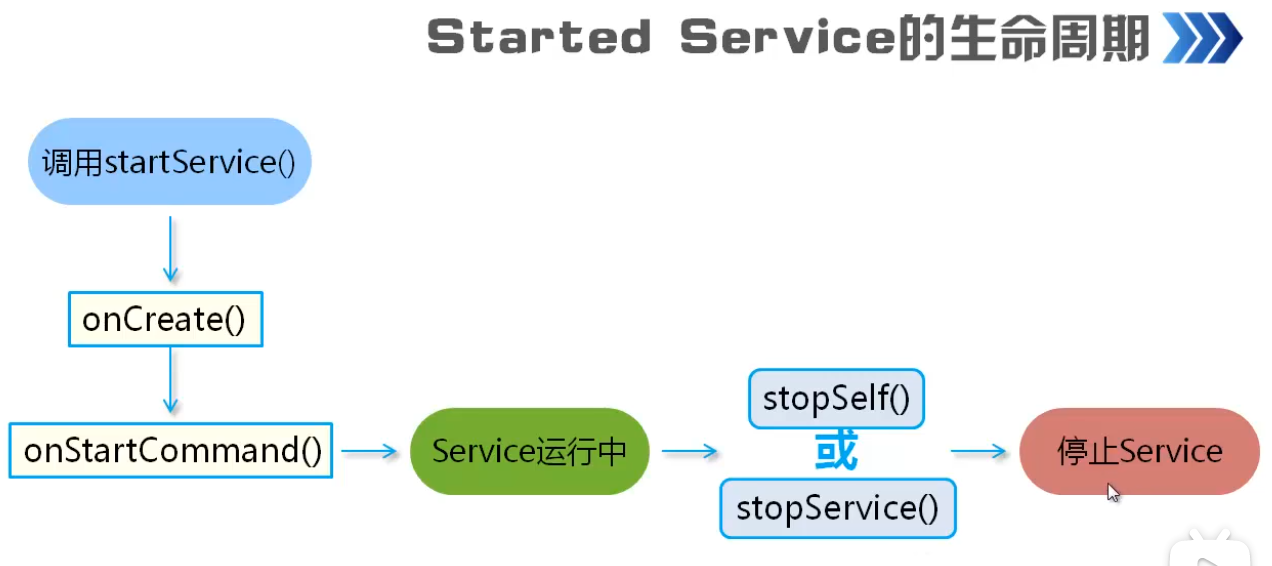 Started Service的生命周期
调用startService()
onCreate()
onStartCommand()
Service运行中
stopSelf()
或
stopService()
停止Service